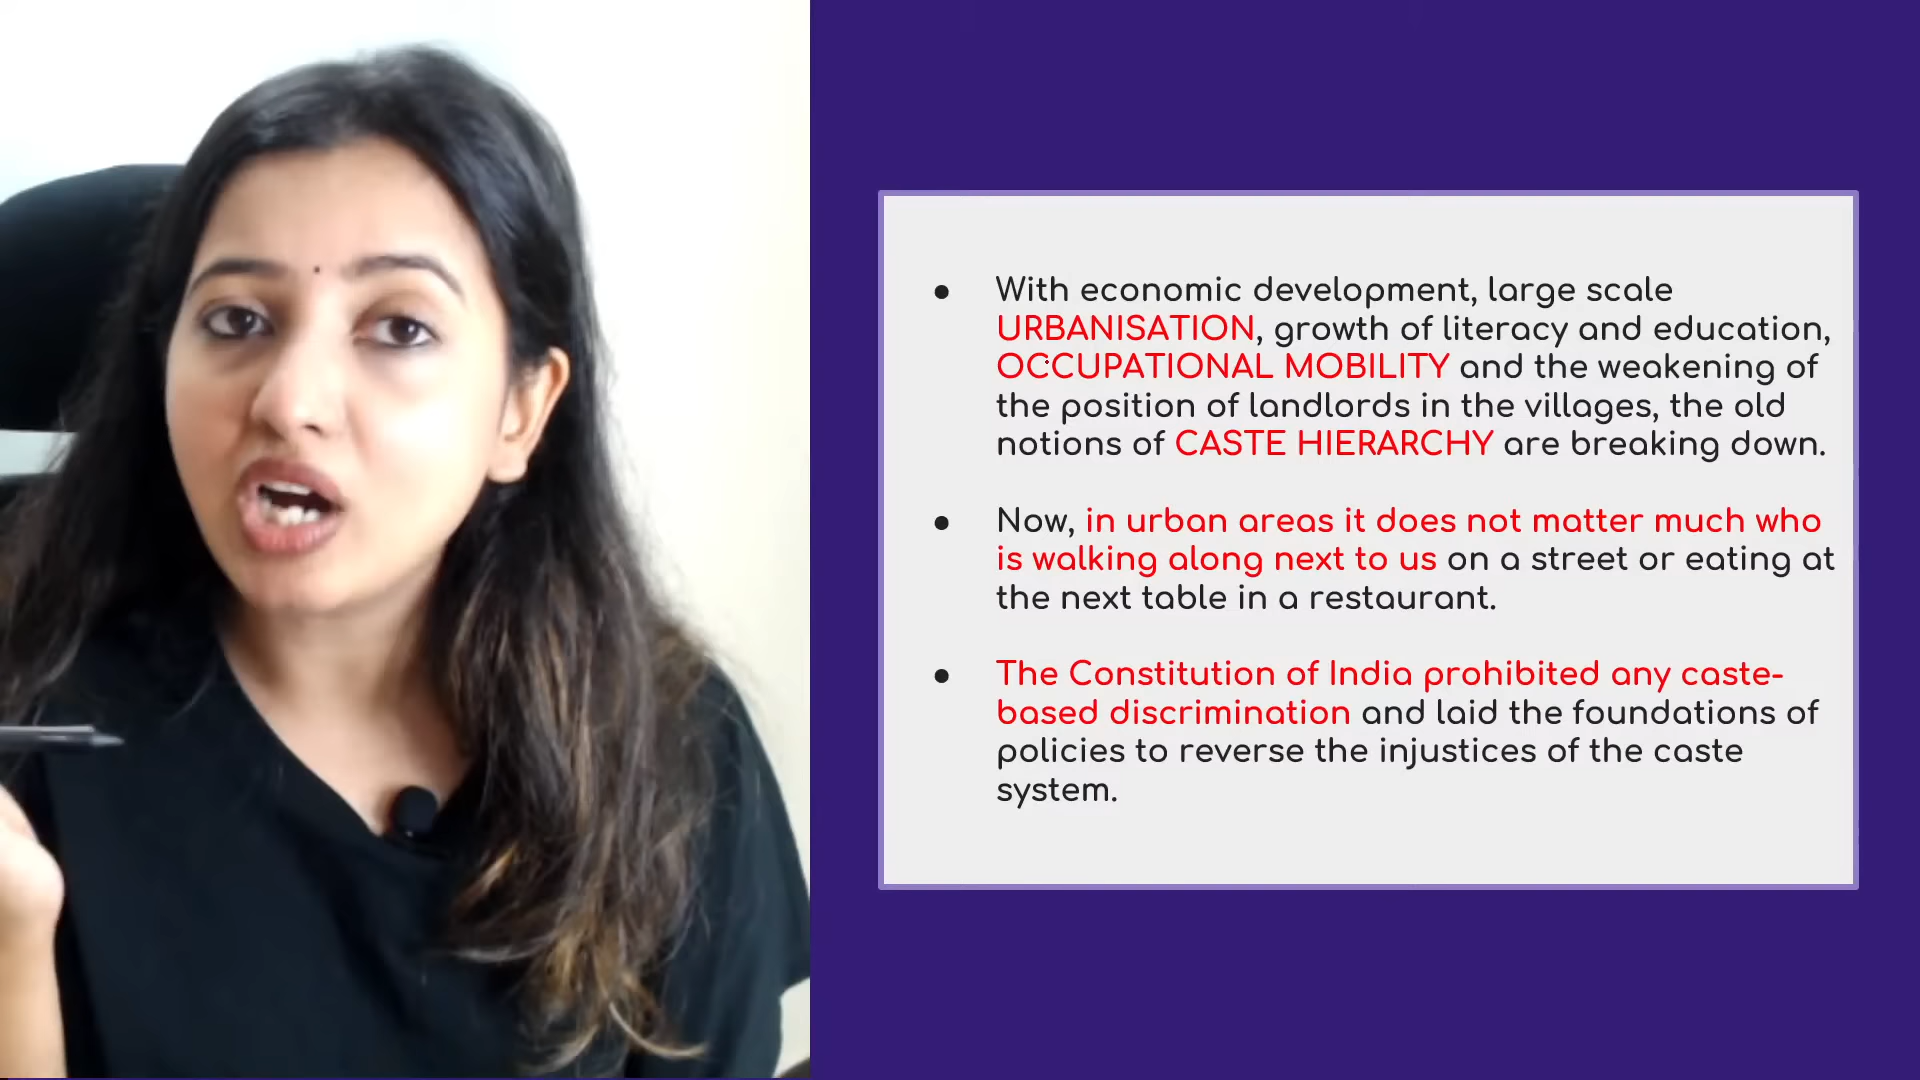 ● With economic development, large scale
URBANISATION, growth of literacy and education,
OCCUPATIONAL MOBILITY and the weakening of
the position of landlords in the villages, the old
notions of CASTE HIERARCHY are breaking down.
● Now, in urban areas it does not matter much who
is walking along next to us on a street or eating at
the next table in a restaurant.
● The Constitution of India prohibited any caste-
based discrimination and laid the foundations of
policies to reverse the injustices of the caste
system.